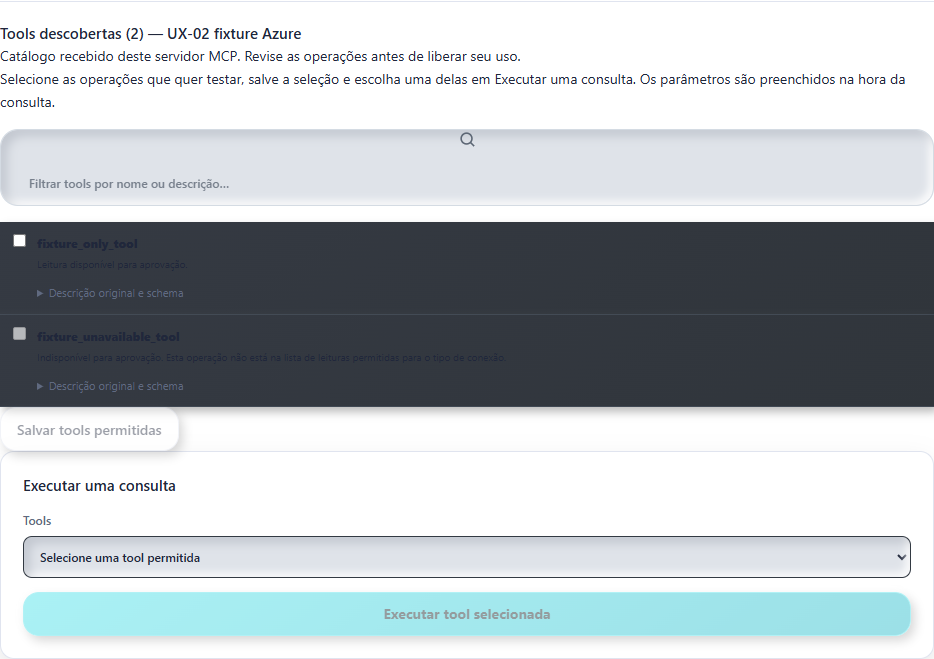 Tools descobertas (2) — UX-02 fixture Azure
Catálogo recebido deste servidor MCP. Revise as operações antes de liberar seu uso.
Selecione as operações que quer testar, salve a seleção e escolha uma delas em Executar uma consulta. Os parâmetros são preenchidos na hora da
consulta.
Filtrar tools por nome ou descrição...
fixture_only_tool
Leitura disponível para aprovação.
Descrição original e schema
fixture_unavailable_tool
Indisponível para aprovação. Esta operação não está na lista de leituras permitidas para o tipo de conexão.
Descrição original e schema
Salvar tools permitidas
Executar uma consulta
Tools
Selecione uma tool permitida
Executar tool selecionada